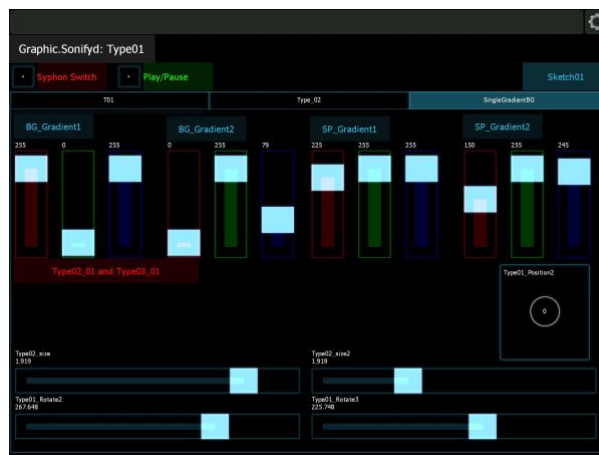 Graphic.Sonifyd: Type01
Syphon Switch Play/Pause Sketch01
T01 Type_02 SingleGradientBG
BG_Gradient1 BG_Gradient2 SP_Gradient1 SP_Gradient2
255 0 255 0 255 79 225 255 255 150 235 245
Type02_01 and Type03_01
Type01_Position2
0
Type02_size Type02_size2
1.919 1.919
Type01_Rotate2 Type01_Rotate3
267.648 225.748